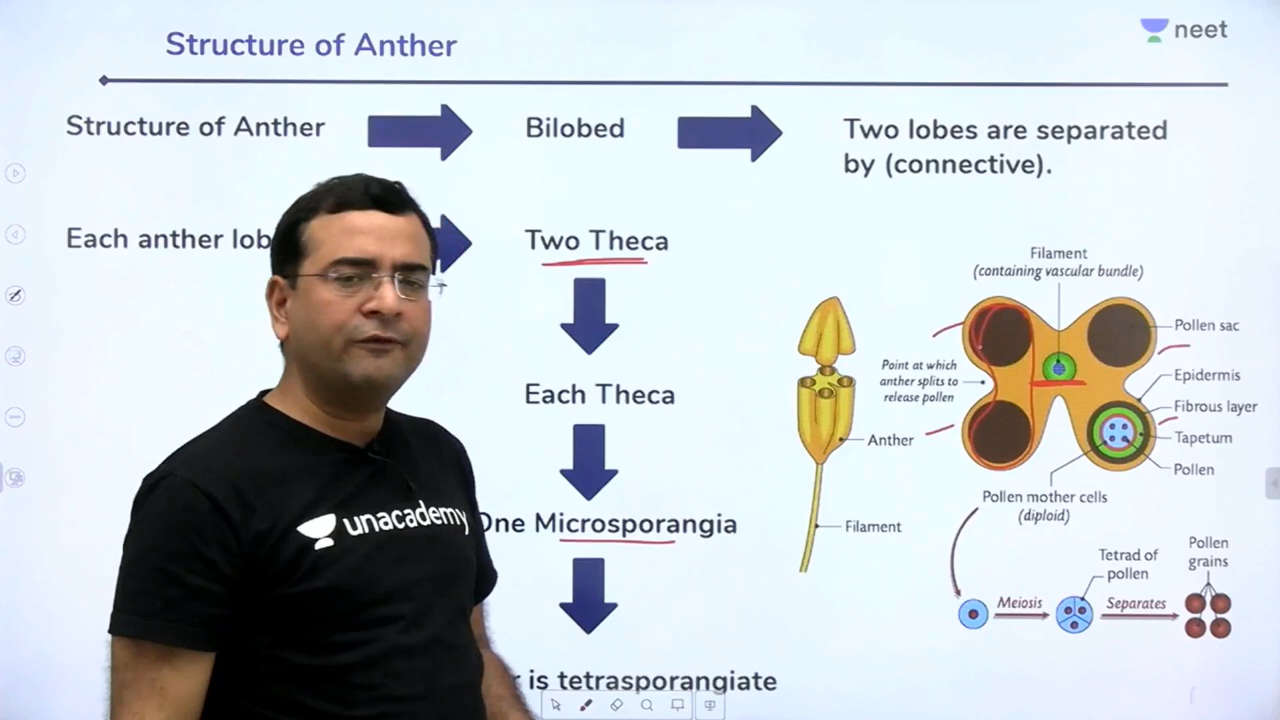 neet
Structure of Anther
Structure of Anther
Bilobed
Two lobes are separated
by (connective).
Each anther lob
Two Theca
Each Theca
One Microsporangia
r is tetrasporangiate
unacademy
Filament
(containing vascular bundle)
Pollen sac
Point at which
anther splits to
release pollen
Epidermis
Fibrous layer
Tapetum
Pollen
Anther
Filament
Pollen mother cells
(diploid)
Tetrad of
pollen
Pollen
grains
Meiosis
Separates